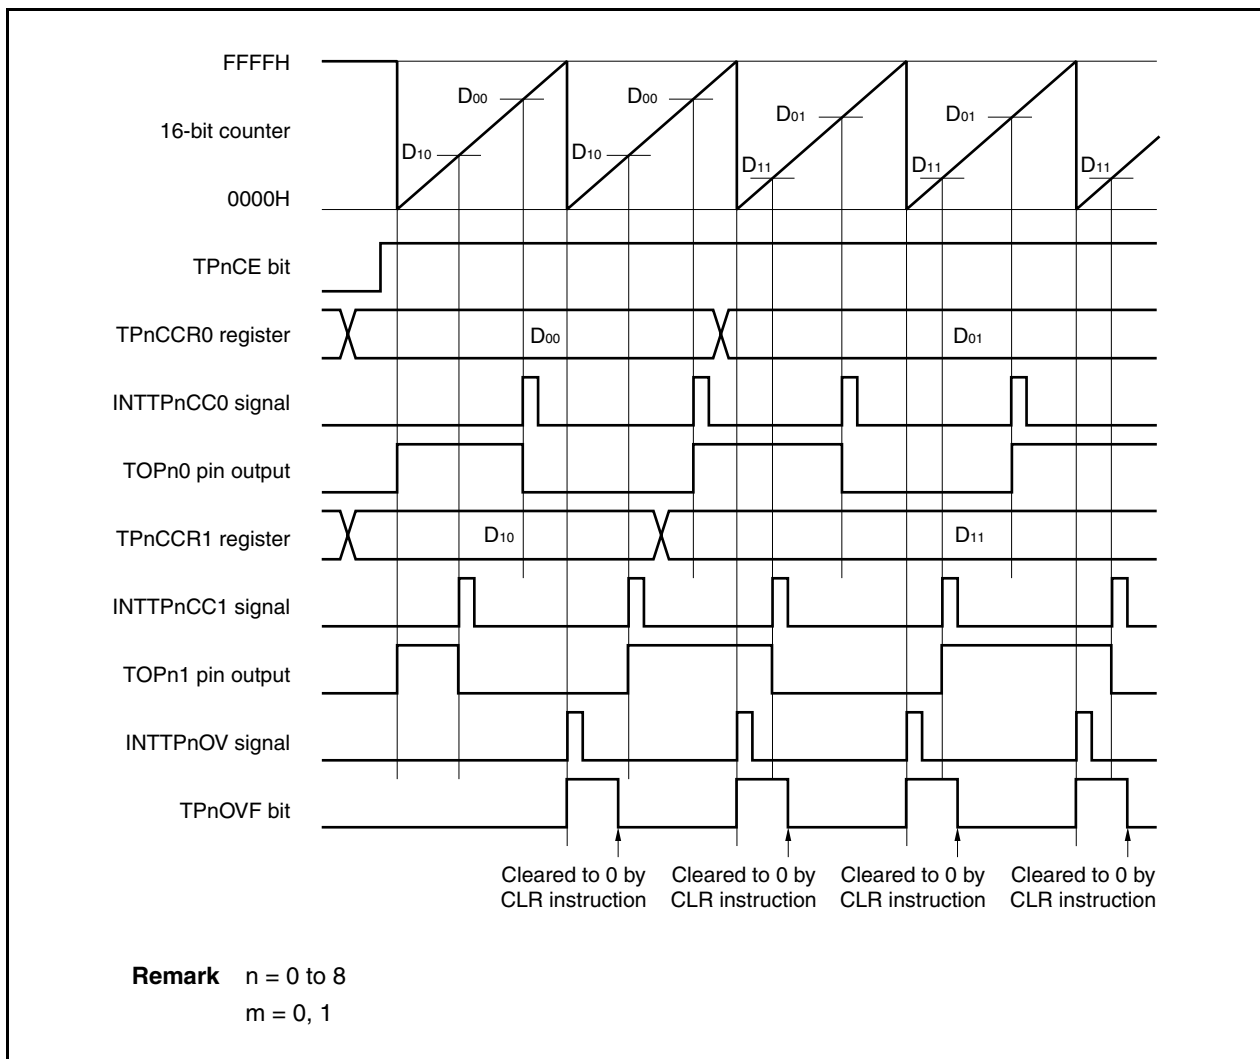 FFFFH
16-bit counter
0000H
D10 D00 D10 D00 D11 D01 D11 D01 D11
TPnCE bit
TPnCCR0 register D00 D01
INTTPnCC0 signal
TOPn0 pin output
TPnCCR1 register D10 D11
INTTPnCC1 signal
TOPn1 pin output
INTTPnOV signal
TPnOVF bit
Cleared to 0 by
CLR instruction
Cleared to 0 by
CLR instruction
Cleared to 0 by
CLR instruction
Cleared to 0 by
CLR instruction
Remark n = 0 to 8
m = 0, 1